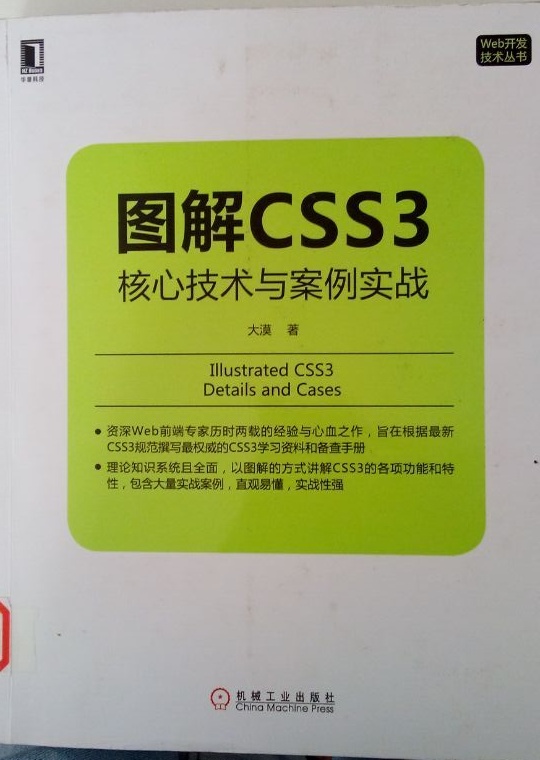 HZ Books
华章科技
Web开发
技术丛书
图解CSS3
核心技术与案例实战
大漠 著
Illustrated CSS3
Details and Cases
● 资深Web前端专家历时两载的经验与心血之作，旨在根据最新
CSS3规范撰写最权威的CSS3学习资料和备查手册
● 理论知识系统且全面，以图解的方式讲解CSS3的各项功能和特
性，包含大量实战案例，直观易懂，实战性强
机械工业出版社
China Machine Press